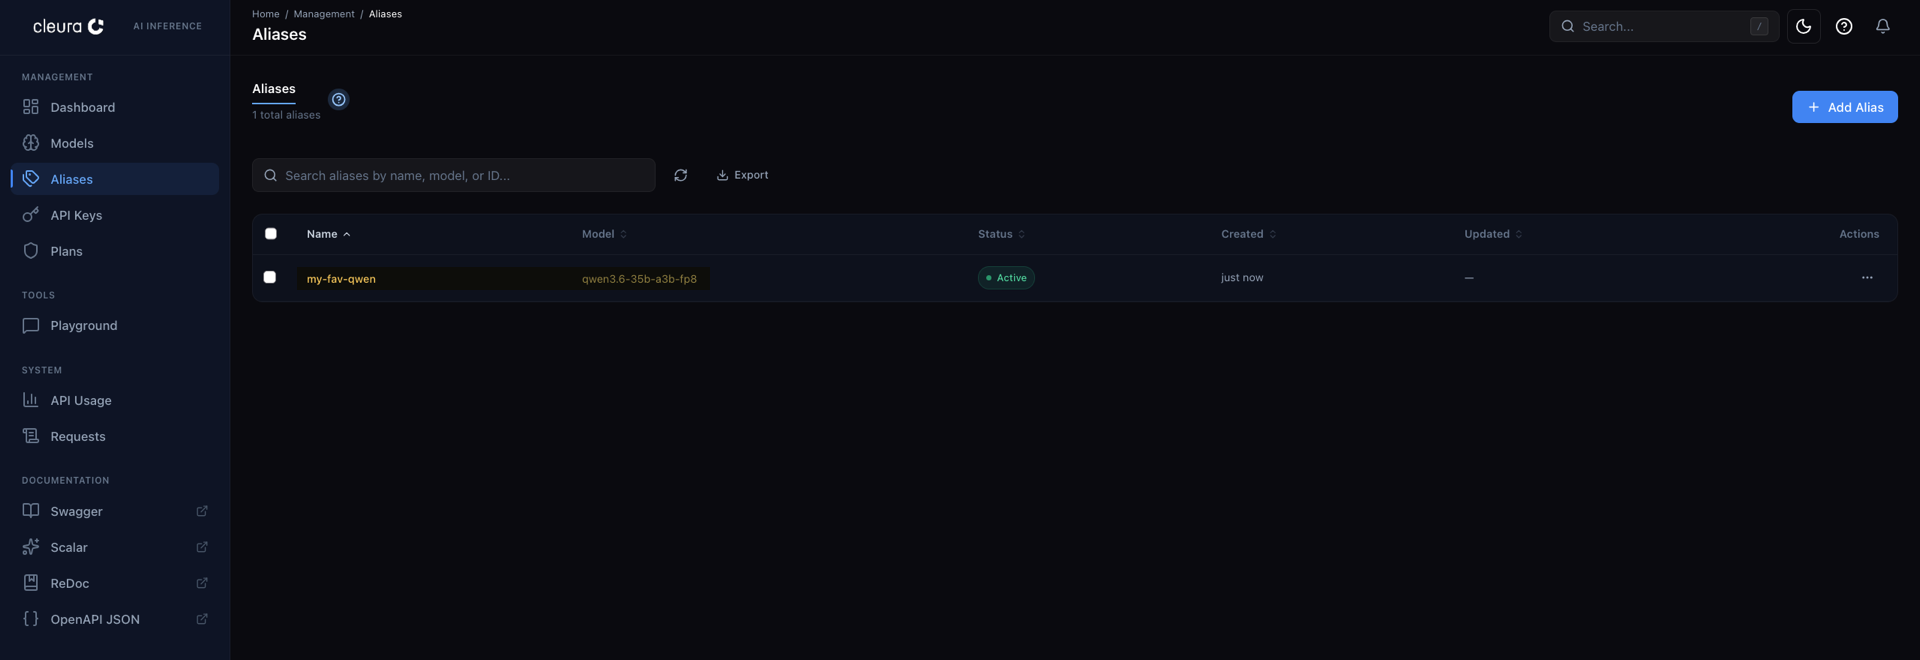 cleura
AI INFERENCE
Home / Management / Aliases
Aliases
Search...
/
MANAGEMENT
Dashboard
Models
Aliases
API Keys
Plans
TOOLS
Playground
SYSTEM
API Usage
Requests
DOCUMENTATION
Swagger
Scalar
ReDoc
OpenAPI JSON
Aliases
1 total aliases
+ Add Alias
Search aliases by name, model, or ID...
Export
Name Model Status Created Updated Actions
my-fav-qwen qwen3.6-35b-a3b-fp8 Active just now — ...